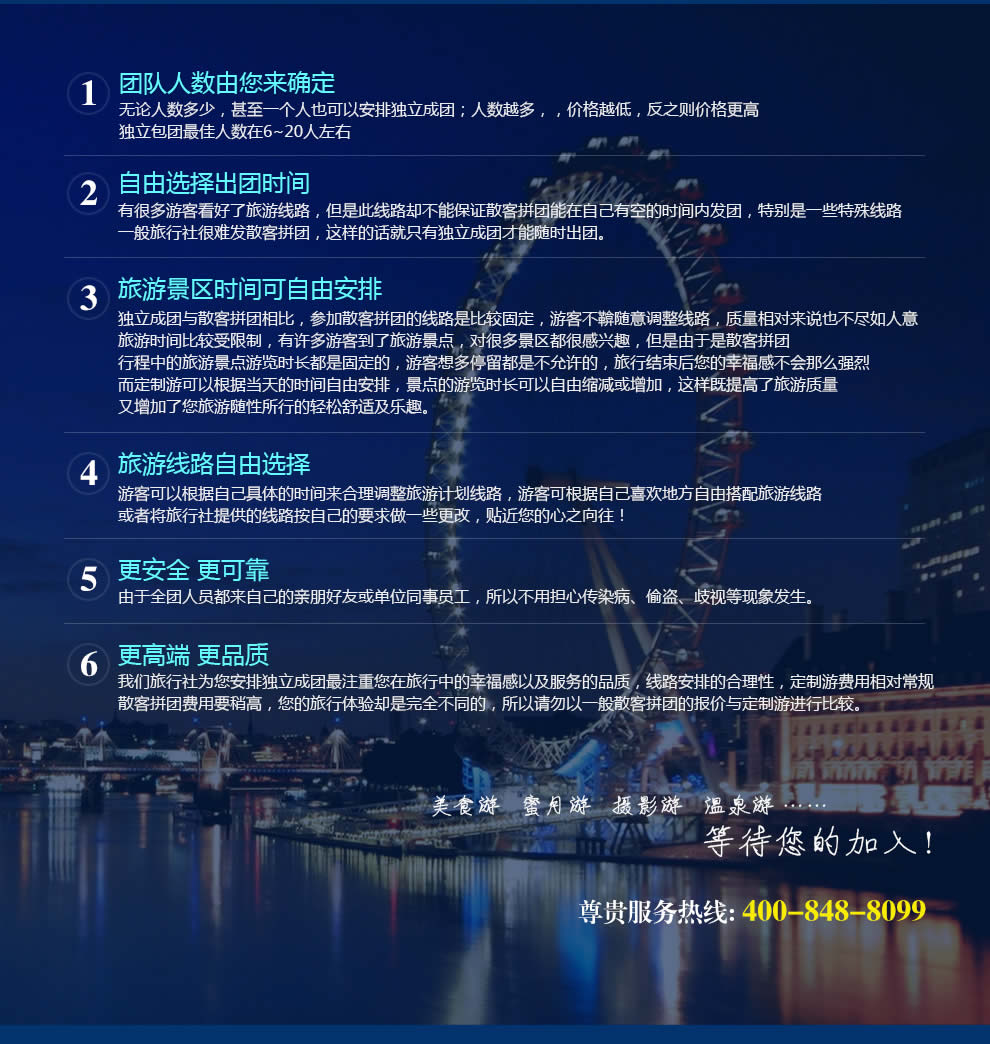 1
团队人数由您来确定
无论人数多少，甚至一个人也可以安排独立成团；人数越多，，价格越低，反之则价格更高
独立包团最佳人数在6~20人左右
2
自由选择出团时间
有很多游客看好了旅游线路，但是此线路却不能保证散客拼团能在自己有空的时间内发团，特别是一些特殊线路
一般旅行社很难发散客拼团，这样的话就只有独立成团才能随时出团。
3
旅游景区时间可自由安排
独立成团与散客拼团相比，参加散客拼团的线路是比较固定，游客不随意调整线路，质量相对来说也不尽如人意
旅游时间比较受限制，有许多游客到了旅游景点，对很多景区都很感兴趣，但是由于是散客拼团
行程中的旅游景点游览时长都是固定的，游客想多停留都是不允许的，旅行结束后您的幸福感不会那么强烈
而定制游可以根据当天的时间自由安排，景点的游览时长可以自由缩减或增加，这样既提高了旅游质量
又增加了您旅游随性所行的轻松舒适及乐趣。
4
旅游线路自由选择
游客可以根据自己具体的时间来合理调整旅游计划线路，游客可根据自己喜欢地方自由搭配旅游线路
或者将旅行社提供的线路按自己的要求做一些更改，贴近您的心之向往！
5
更安全 更可靠
由于全团人员都来自己的亲朋好友或单位同事员工，所以不用担心传染病、偷盗、歧视等现象发生。
6
更高端 更品质
我们旅行社为您安排独立成团最注重您在旅行中的幸福感以及服务的品质，线路安排的合理性，定制游费用相对常规
散客拼团费用要稍高，您的旅行体验却是完全不同的，所以请勿以一般散客拼团的报价与定制游进行比较。
美食游 蜜月游 摄影游 温泉游……
等待您的加入！
尊贵服务热线: 400-848-8099